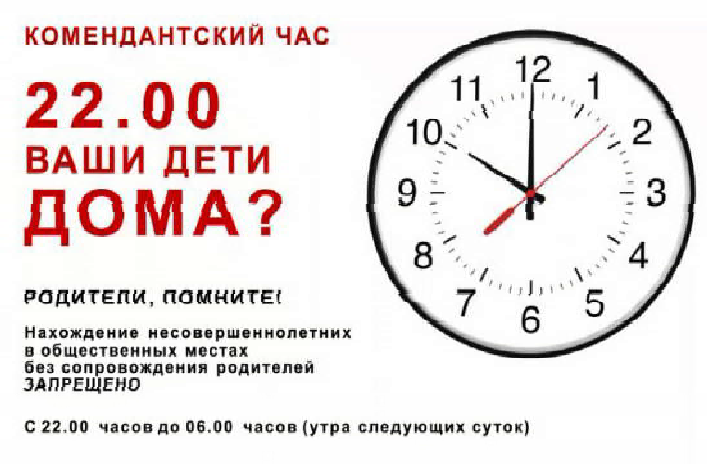 КОМЕНДАНТСКИЙ ЧАС
22.00
ВАШИ ДЕТИ
ДОМА?
РОДИТЕЛИ, ПОМНИТЕ!
Нахождение несовершеннолетних
в общественных местах
без сопровождения родителей
ЗАПРЕЩЕНО
С 22.00 часов до 06.00 часов (утра следующих суток)
12
1
2
3
4
5
6
7
8
9
10
11